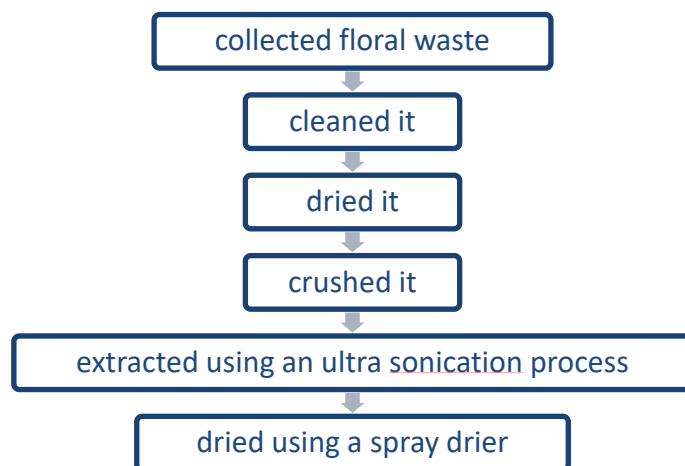 collected floral waste
cleaned it
dried it
crushed it
extracted using an ultra sonication process
dried using a spray drier